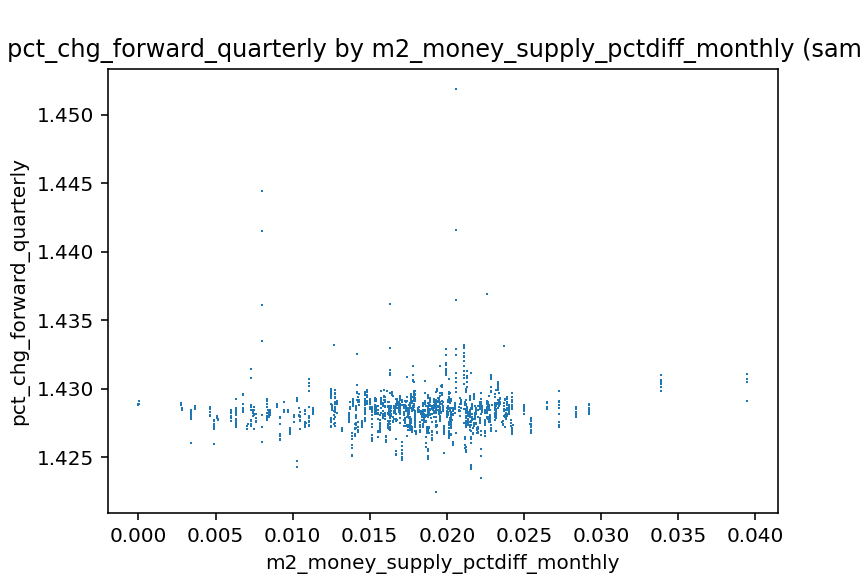 pct_chg_forward_quarterly by m2_money_supply_pctdiff_monthly (sam
1.450
1.445
1.440
1.435
1.430
1.425
pct_chg_forward_quarterly
0.000 0.005 0.010 0.015 0.020 0.025 0.030 0.035 0.040
m2_money_supply_pctdiff_monthly